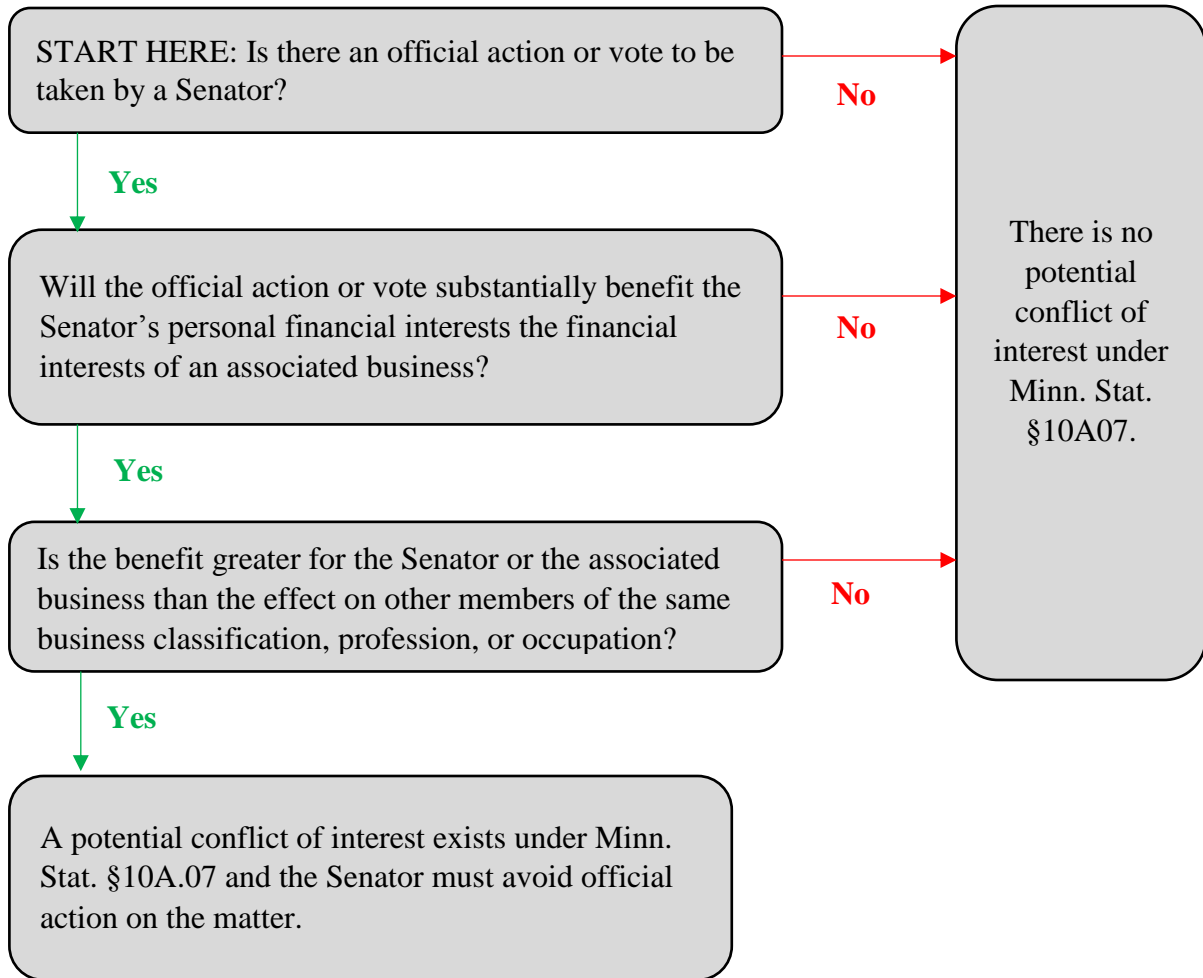 START HERE: Is there an official action or vote to be
taken by a Senator?
No
Yes
Will the official action or vote substantially benefit the
Senator’s personal financial interests the financial
interests of an associated business?
No
Yes
Is the benefit greater for the Senator or the associated
business than the effect on other members of the same
business classification, profession, or occupation?
No
Yes
A potential conflict of interest exists under Minn.
Stat. §10A.07 and the Senator must avoid official
action on the matter.
There is no
potential
conflict of
interest under
Minn. Stat.
§10A07.